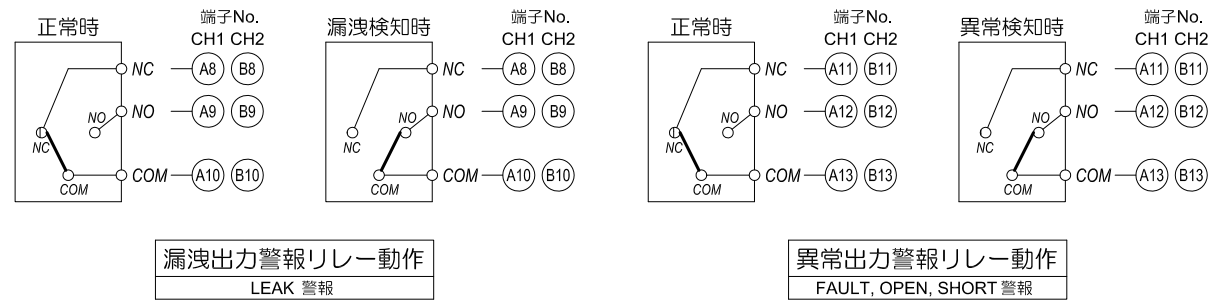 正常時
端子No.
CH1 CH2
NC A8 B8
NO
NO A9 B9
NC
COM A10 B10
COM
漏洩検知時
端子No.
CH1 CH2
NC A8 B8
NO
NO A9 B9
NC
COM A10 B10
COM
漏洩出力警報リレー動作
LEAK 警報
正常時
端子No.
CH1 CH2
NC A11 B11
NO
NO A12 B12
NC
COM A13 B13
COM
異常検知時
端子No.
CH1 CH2
NC A11 B11
NO
NO A12 B12
NC
COM A13 B13
COM
異常出力警報リレー動作
FAULT, OPEN, SHORT 警報